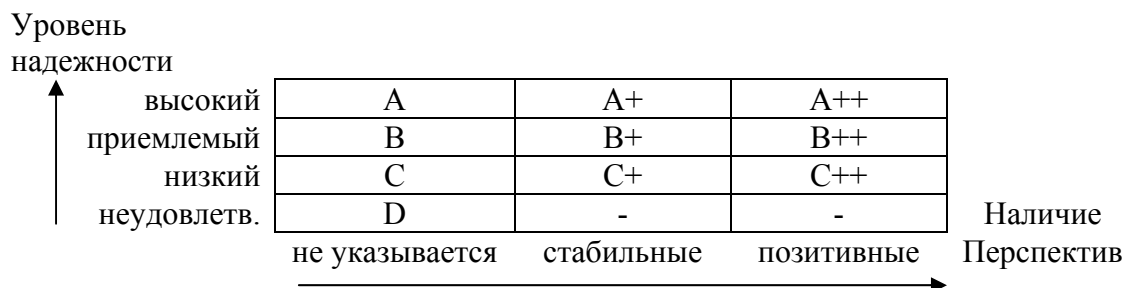 Уровень
надежности
высокий A A+ A++
приемлемый B B+ B++
низкий C C+ C++
неудовлетв. D - - Наличие
не указывается стабильные позитивные Перспектив